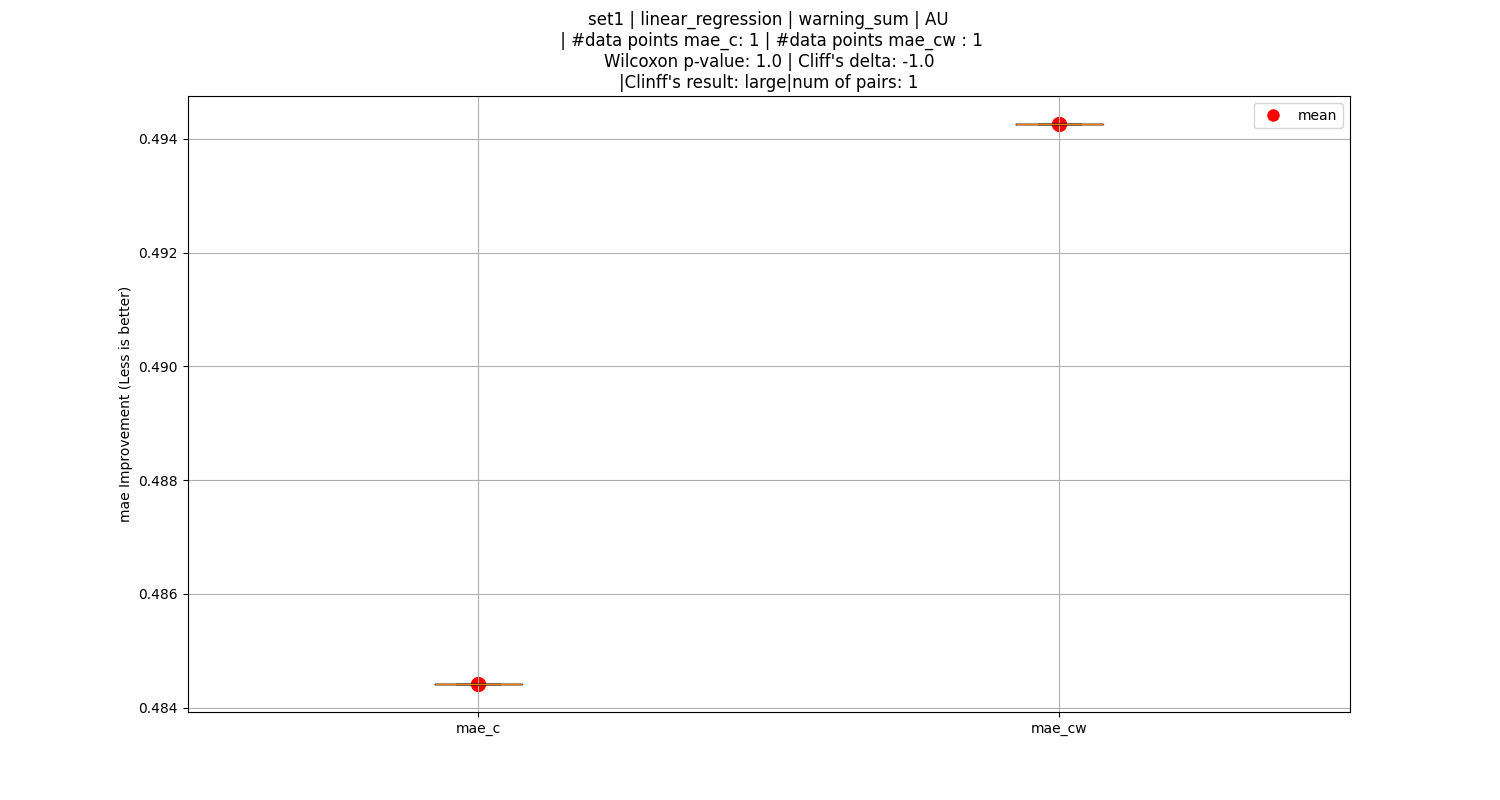 set1 | linear_regression | warning_sum | AU
| #data points mae_c: 1 | #data points mae_cw : 1
Wilcoxon p-value: 1.0 | Cliff's delta: -1.0
|Clinff's result: large|num of pairs: 1
mean
mae Improvement (Less is better)
0.494
0.492
0.490
0.488
0.486
0.484
mae_c
mae_cw